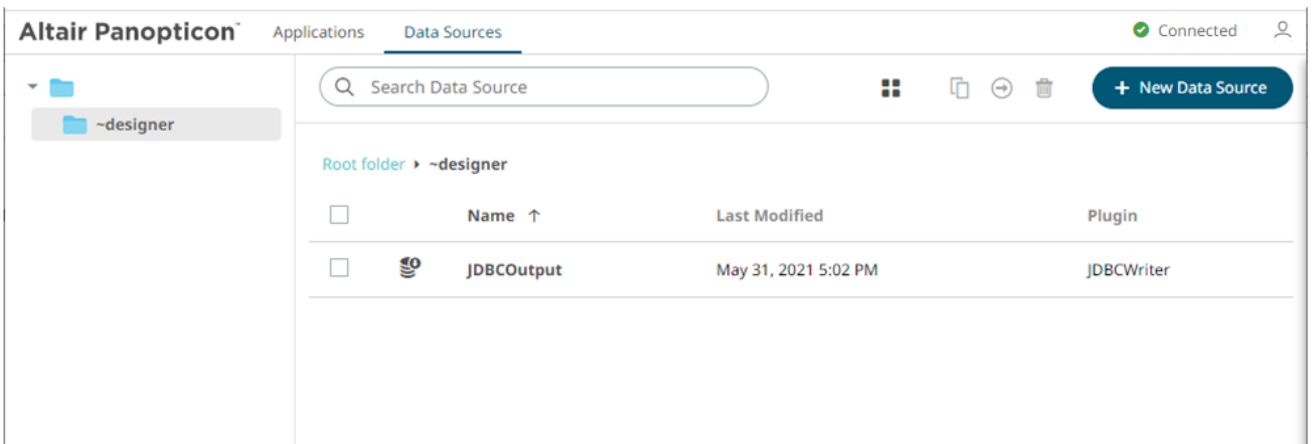 Altair Panopticon™ Applications Data Sources Connected
Search Data Source + New Data Source
~designer
Root folder ▸ ~designer
Name ↑ Last Modified Plugin
JDBCOutput May 31, 2021 5:02 PM JDBCWriter